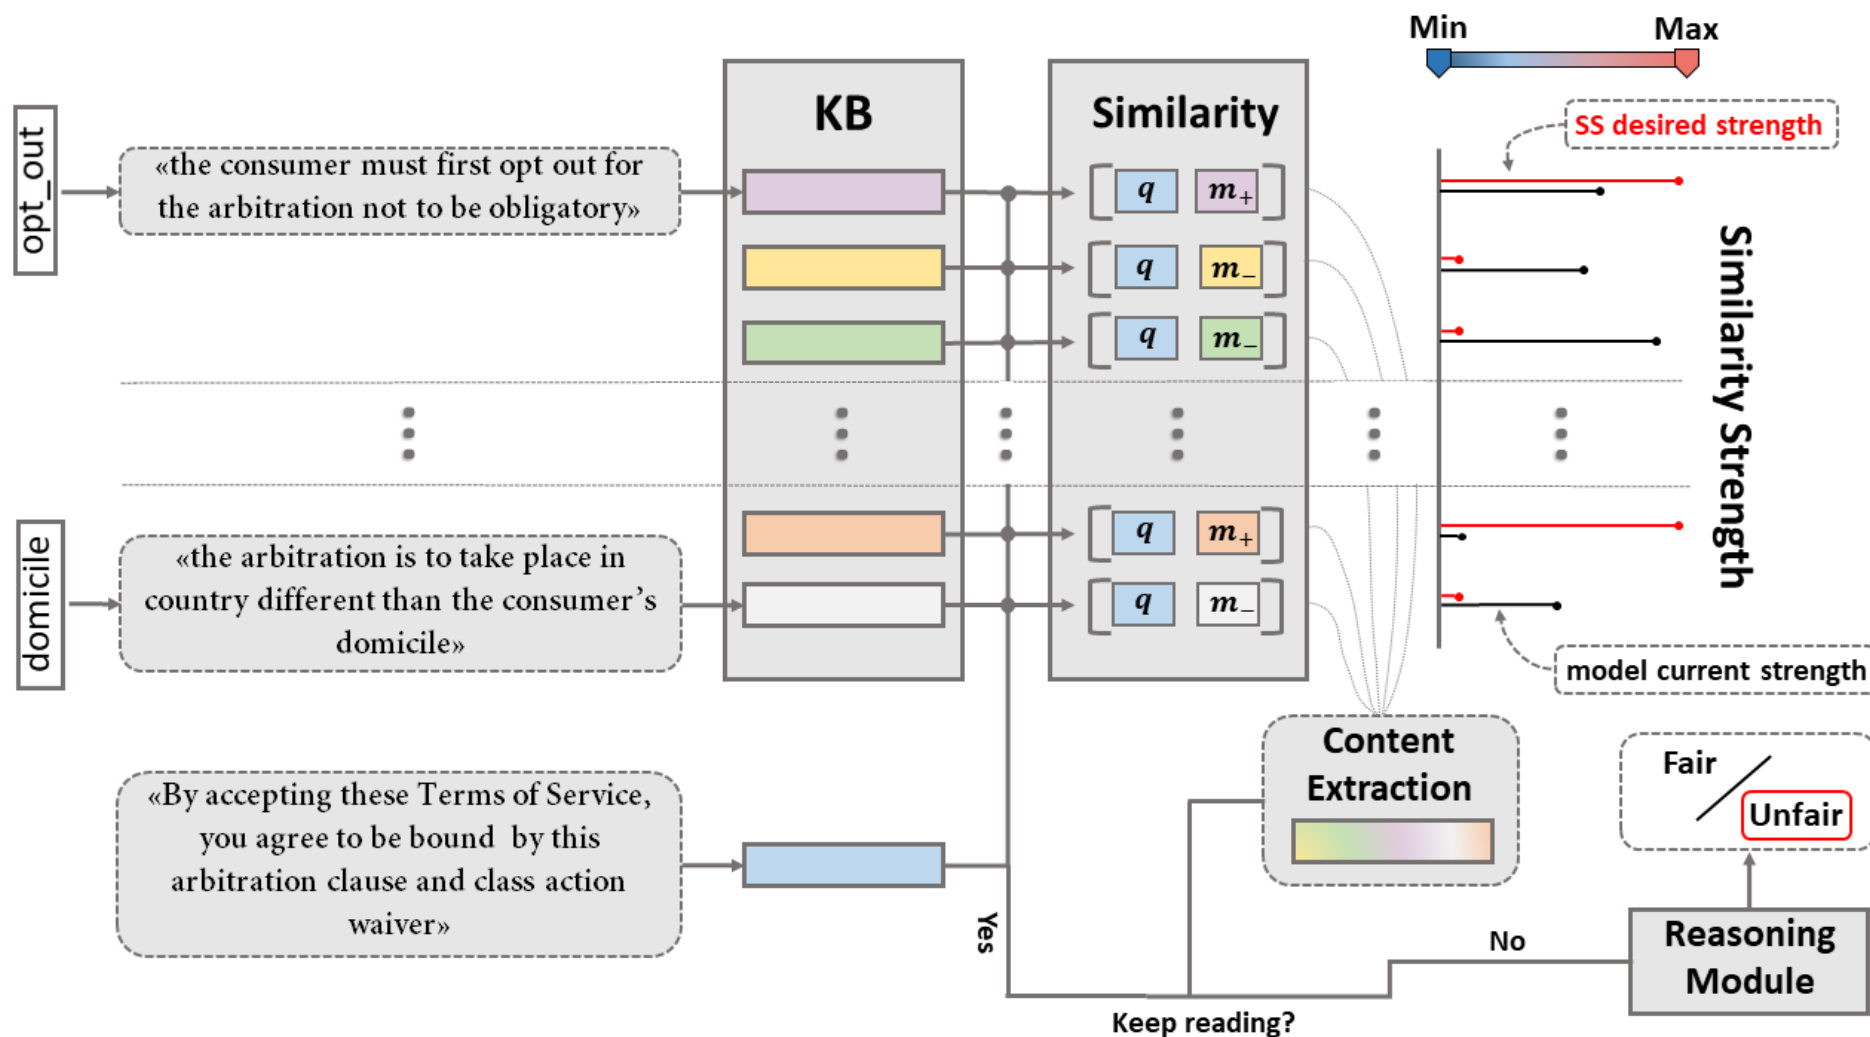 Min Max
KB
Similarity
SS desired strength
opt_out
«the consumer must first opt out for
the arbitration not to be obligatory»
q m+
q m−
q m−
Similarity Strength
domicile
«the arbitration is to take place in
country different than the consumer’s
domicile»
q m+
q m−
model current strength
«By accepting these Terms of Service,
you agree to be bound by this
arbitration clause and class action
waiver»
Content
Extraction
Fair
Unfair
Yes
No
Reasoning
Module
Keep reading?